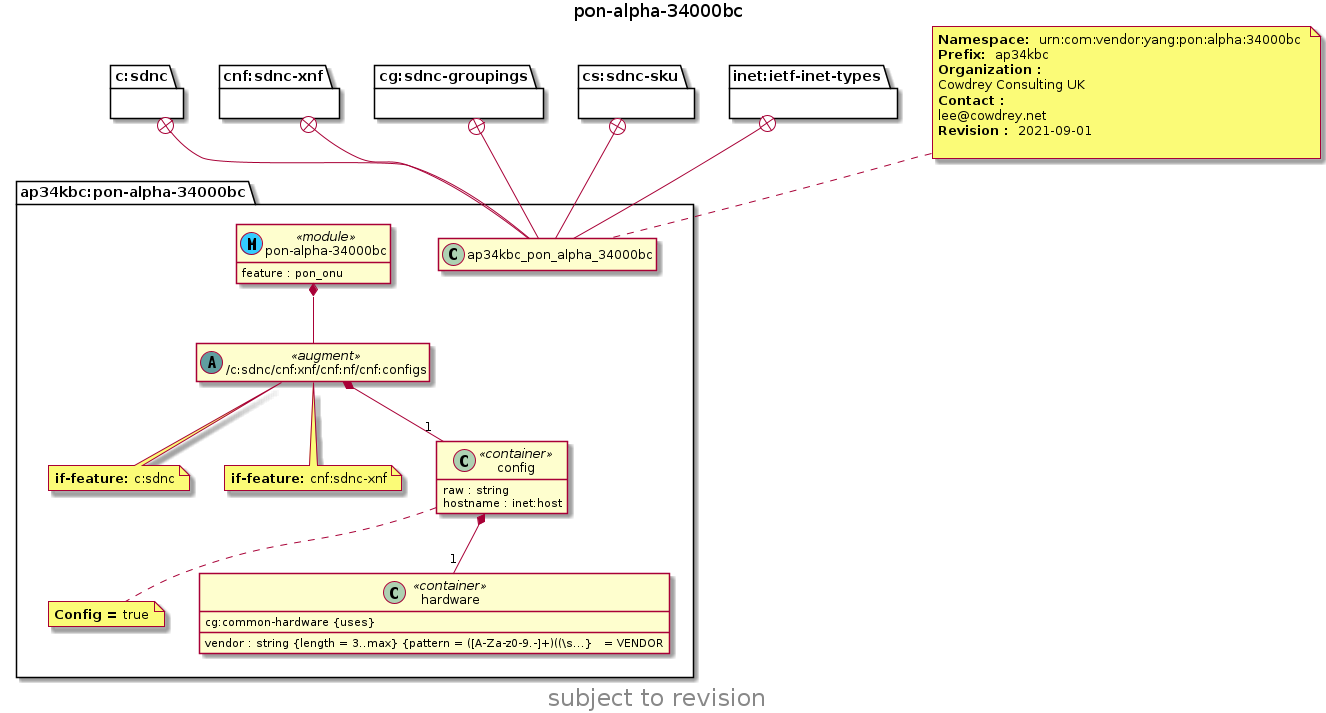 pon-alpha-34000bc
Namespace: urn:com:vendor:yang:pon:alpha:34000bc
Prefix: ap34kbc
Organization :
Cowdrey Consulting UK
Contact :
lee@cowdrey.net
Revision : 2021-09-01
c:sdnc
cnf:sdnc-xnf
cg:sdnc-groupings
cs:sdnc-sku
inet:ietf-inet-types
ap34kbc:pon-alpha-34000bc
M
«module»
pon-alpha-34000bc
feature : pon_onu
C
ap34kbc_pon_alpha_34000bc
A
«augment»
/c:sdnc/cnf:xnf/cnf:nf/cnf:configs
1
if-feature: c:sdnc
if-feature: cnf:sdnc-xnf
C
«container»
config
raw : string
hostname : inet:host
1
Config = true
C
«container»
hardware
cg:common-hardware {uses}
vendor : string {length = 3..max} {pattern = ([A-Za-z0-9.-]+)((\s...} = VENDOR
subject to revision